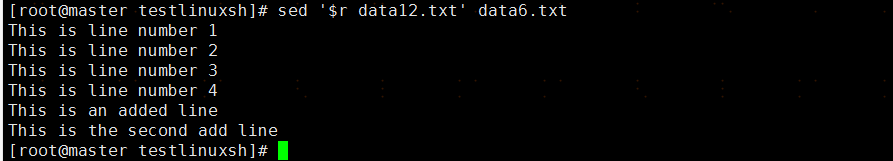 [root@master testlinuxsh]# sed '$r data12.txt' data6.txt
This is line number 1
This is line number 2
This is line number 3
This is line number 4
This is an added line
This is the second add line
[root@master testlinuxsh]#